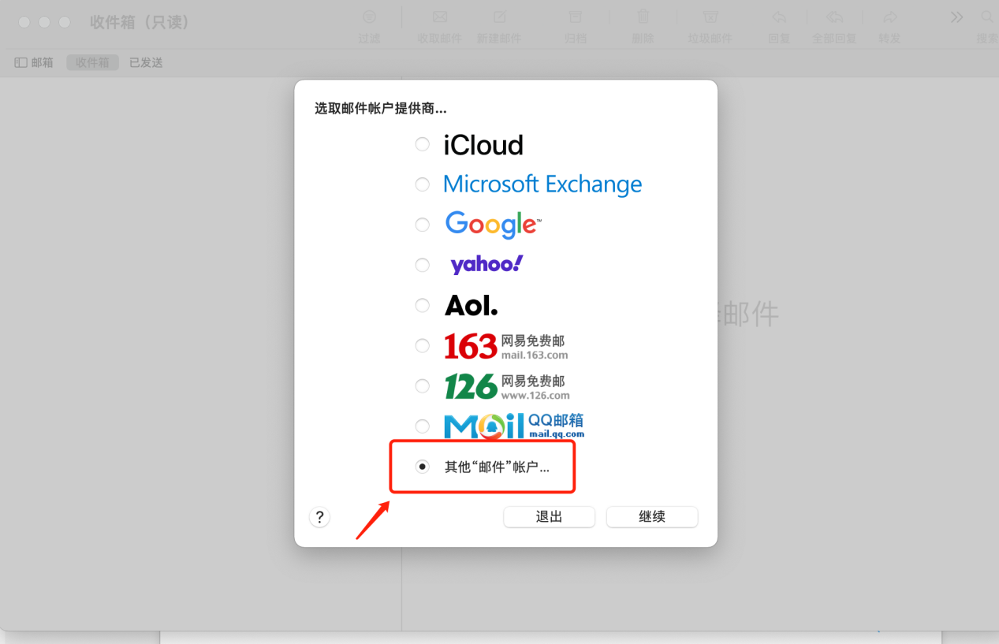 收件箱（只读）
过滤
收取邮件
新建邮件
归档
删除
垃圾邮件
回复
全部回复
转发
搜索
邮箱
收件箱
已发送
选取邮件帐户提供商...
iCloud
Microsoft Exchange
Google™
yahoo!
Aol.
163 网易免费邮
mail.163.com
126 网易免费邮
www.126.com
Mail QQ邮箱
mail.qq.com
其他“邮件”帐户...
?
退出
继续
邮件